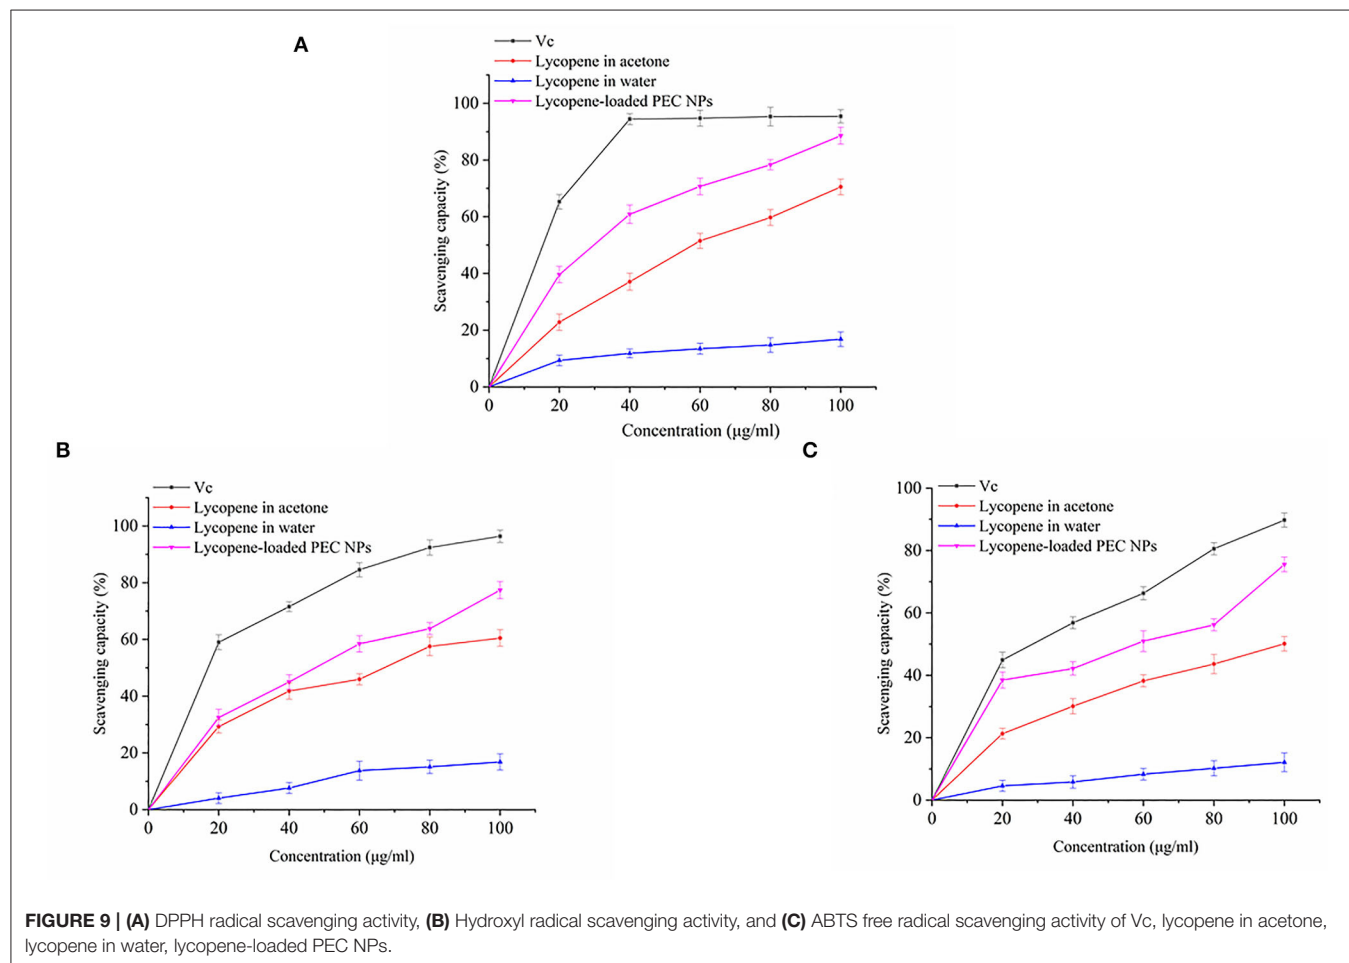 (A)
Vc
Lycopene in acetone
Lycopene in water
Lycopene-loaded PEC NPs
100
80
60
40
20
0
Scavenging capacity (%)
0 20 40 60 80 100
Concentration (μg/ml)
(B)
Vc
Lycopene in acetone
Lycopene in water
Lycopene-loaded PEC NPs
100
80
60
40
20
0
Scavenging capacity (%)
0 20 40 60 80 100
Concentration (μg/ml)
(C)
Vc
Lycopene in acetone
Lycopene in water
Lycopene-loaded PEC NPs
100
80
60
40
20
0
Scavenging capacity (%)
0 20 40 60 80 100
Concentration (μg/ml)
FIGURE 9 | (A) DPPH radical scavenging activity, (B) Hydroxyl radical scavenging activity, and (C) ABTS free radical scavenging activity of Vc, lycopene in acetone,
lycopene in water, lycopene-loaded PEC NPs.